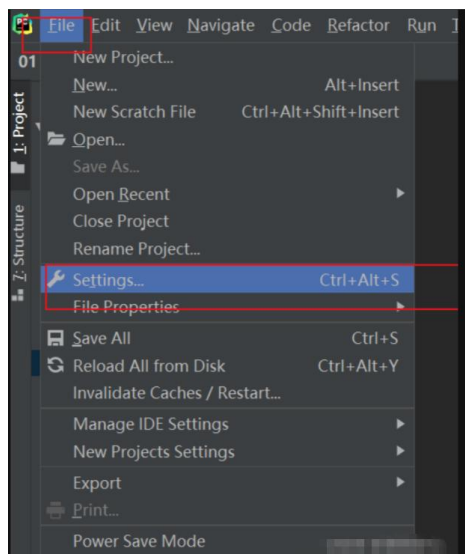 File Edit View Navigate Code Refactor Run
01
New Project...
New... Alt+Insert
New Scratch File Ctrl+Alt+Shift+Insert
1: Project
Open...
Save As...
Open Recent
Close Project
Rename Project...
7: Structure
Settings... Ctrl+Alt+S
File Properties
Save All Ctrl+S
Reload All from Disk Ctrl+Alt+Y
Invalidate Caches / Restart...
Manage IDE Settings
New Projects Settings
Export
Print...
Power Save Mode